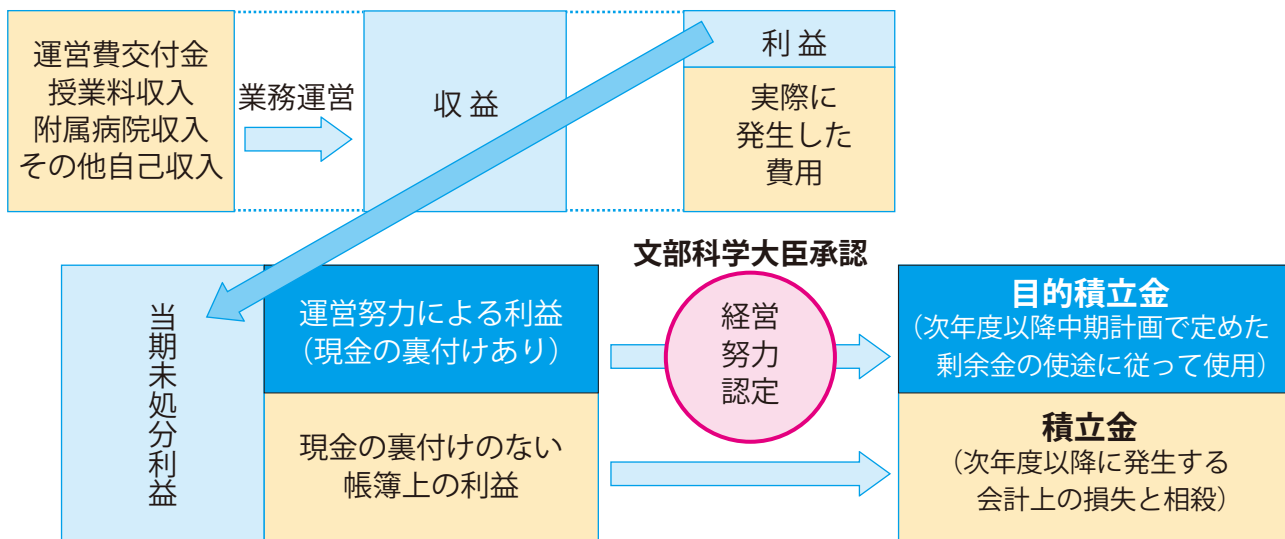 運営費交付金
授業料収入
附属病院収入
その他自己収入
業務運営
収 益
利 益
実際に
発生した
費用
文部科学大臣承認
当期未処分利益
運営努力による利益
（現金の裏付けあり）
経営
努力
認定
目的積立金
（次年度以降中期計画で定めた
剰余金の使途に従って使用）
現金の裏付けのない
帳簿上の利益
積立金
（次年度以降に発生する
会計上の損失と相殺）